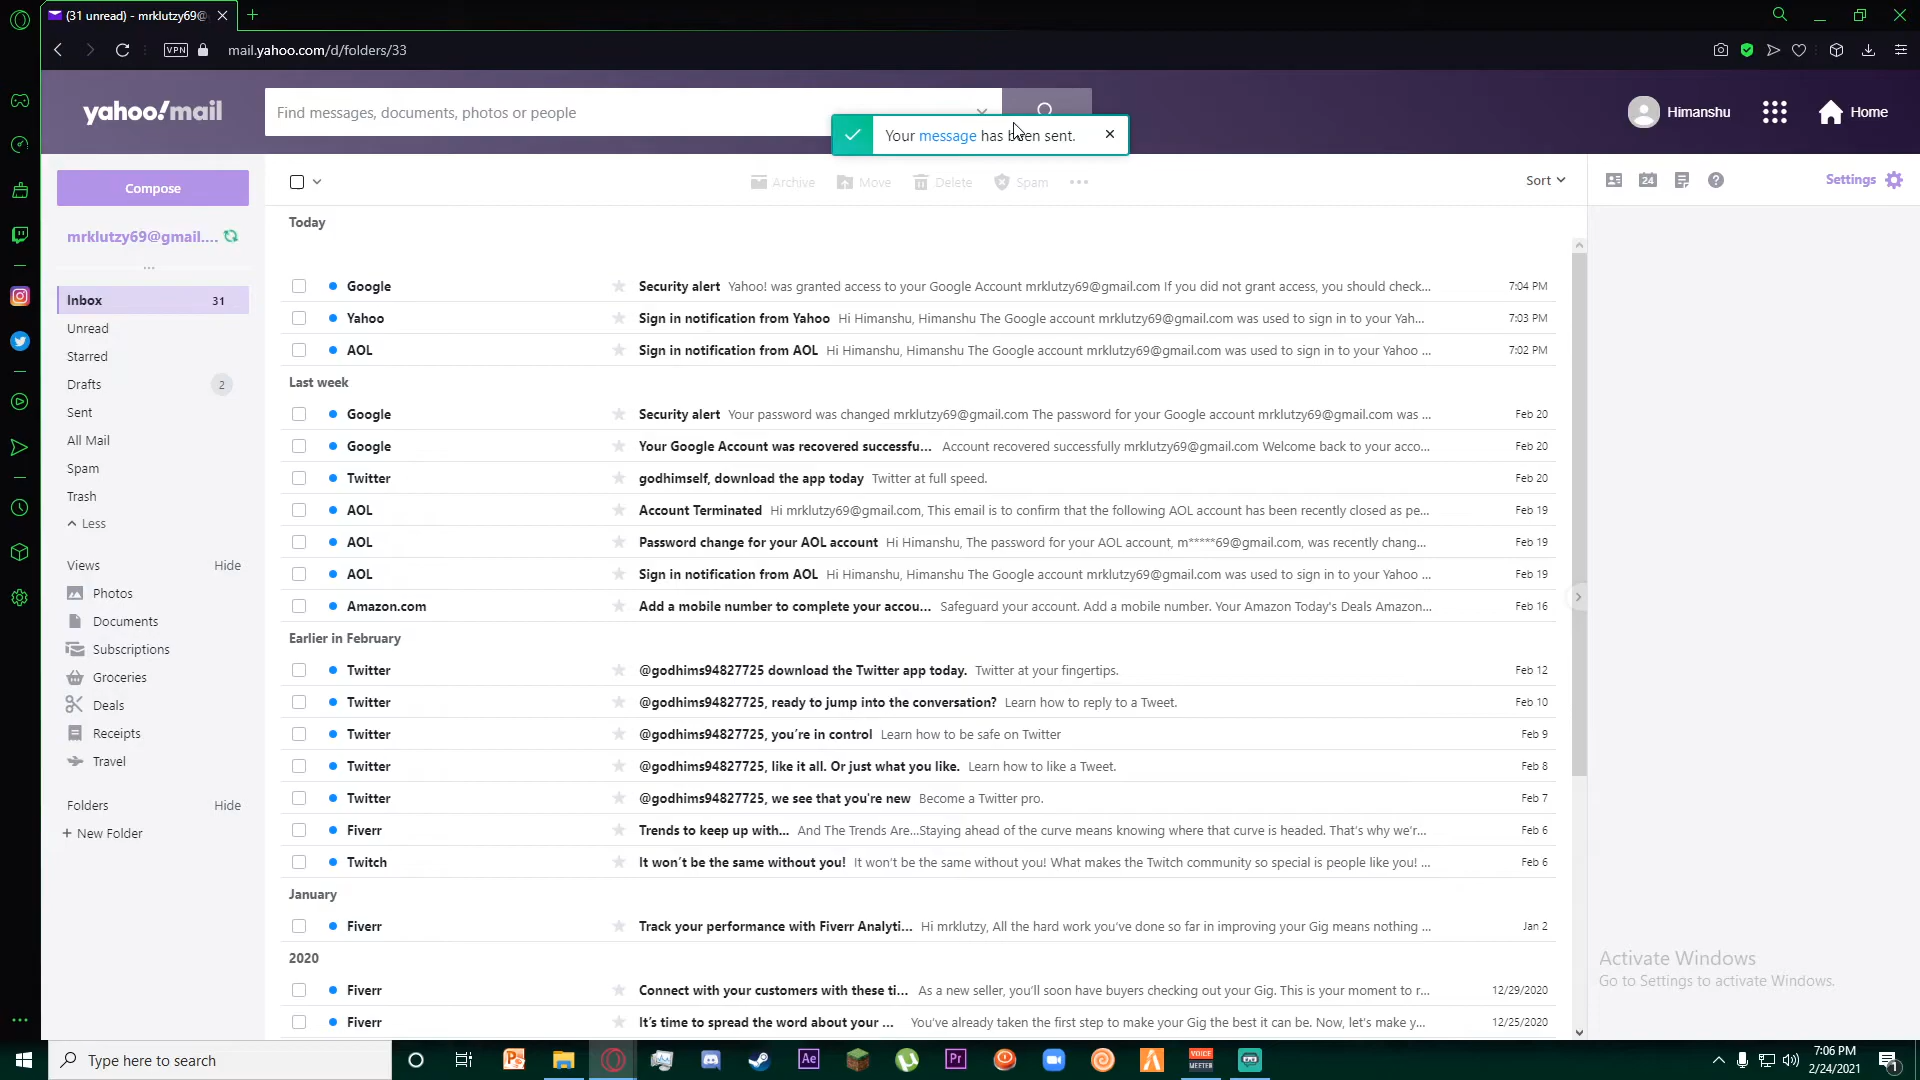 (31 unread) - mrklutzy69@
VPN
mail.yahoo.com/d/folders/33
yahoo!mail
Find messages, documents, photos or people
Himanshu
Home
Your message has been sent.
Compose
Archive
Move
Delete
Spam
Sort
24
Settings
mrklutzy69@gmail....
Inbox 31
Unread
Starred
Drafts 2
Sent
All Mail
Spam
Trash
Less
Views Hide
Photos
Documents
Subscriptions
Groceries
Deals
Receipts
Travel
Folders Hide
+ New Folder
Today
Google Security alert Yahoo! was granted access to your Google Account mrklutzy69@gmail.com If you did not grant access, you should check... 7:04 PM
Yahoo Sign in notification from Yahoo Hi Himanshu, Himanshu The Google account mrklutzy69@gmail.com was used to sign in to your Yah... 7:03 PM
AOL Sign in notification from AOL Hi Himanshu, Himanshu The Google account mrklutzy69@gmail.com was used to sign in to your Yahoo ... 7:02 PM
Last week
Google Security alert Your password was changed mrklutzy69@gmail.com The password for your Google account mrklutzy69@gmail.com was ... Feb 20
Google Your Google Account was recovered successfu... Account recovered successfully mrklutzy69@gmail.com Welcome back to your acco... Feb 20
Twitter godhimself, download the app today Twitter at full speed. Feb 20
AOL Account Terminated Hi mrklutzy69@gmail.com, This email is to confirm that the following AOL account has been recently closed as pe... Feb 19
AOL Password change for your AOL account Hi Himanshu, The password for your AOL account, m*****69@gmail.com, was recently chang... Feb 19
AOL Sign in notification from AOL Hi Himanshu, Himanshu The Google account mrklutzy69@gmail.com was used to sign in to your Yahoo ... Feb 19
Amazon.com Add a mobile number to complete your accou... Safeguard your account. Add a mobile number. Your Amazon Today's Deals Amazon... Feb 16
Earlier in February
Twitter @godhims94827725 download the Twitter app today. Twitter at your fingertips. Feb 12
Twitter @godhims94827725, ready to jump into the conversation? Learn how to reply to a Tweet. Feb 10
Twitter @godhims94827725, you're in control Learn how to be safe on Twitter Feb 9
Twitter @godhims94827725, like it all. Or just what you like. Learn how to like a Tweet. Feb 8
Twitter @godhims94827725, we see that you're new Become a Twitter pro. Feb 7
Fiverr Trends to keep up with... And The Trends Are...Staying ahead of the curve means knowing where that curve is headed. That's why we'r... Feb 6
Twitch It won't be the same without you! It won't be the same without you! What makes the Twitch community so special is people like you! ... Feb 6
January
Fiverr Track your performance with Fiverr Analyti... Hi mrklutzy, All the hard work you've done so far in improving your Gig means nothing ... Jan 2
2020
Fiverr Connect with your customers with these ti... As a new seller, you'll soon have buyers checking out your Gig. This is your moment to r... 12/29/2020
Fiverr It's time to spread the word about your ... You've already taken the first step to make your Gig the best it can be. Now, let's make y... 12/25/2020
Activate Windows
Go to Settings to activate Windows.
Type here to search
Ae
Pr
VOICE
MEETER
7:06 PM
2/24/2021
1